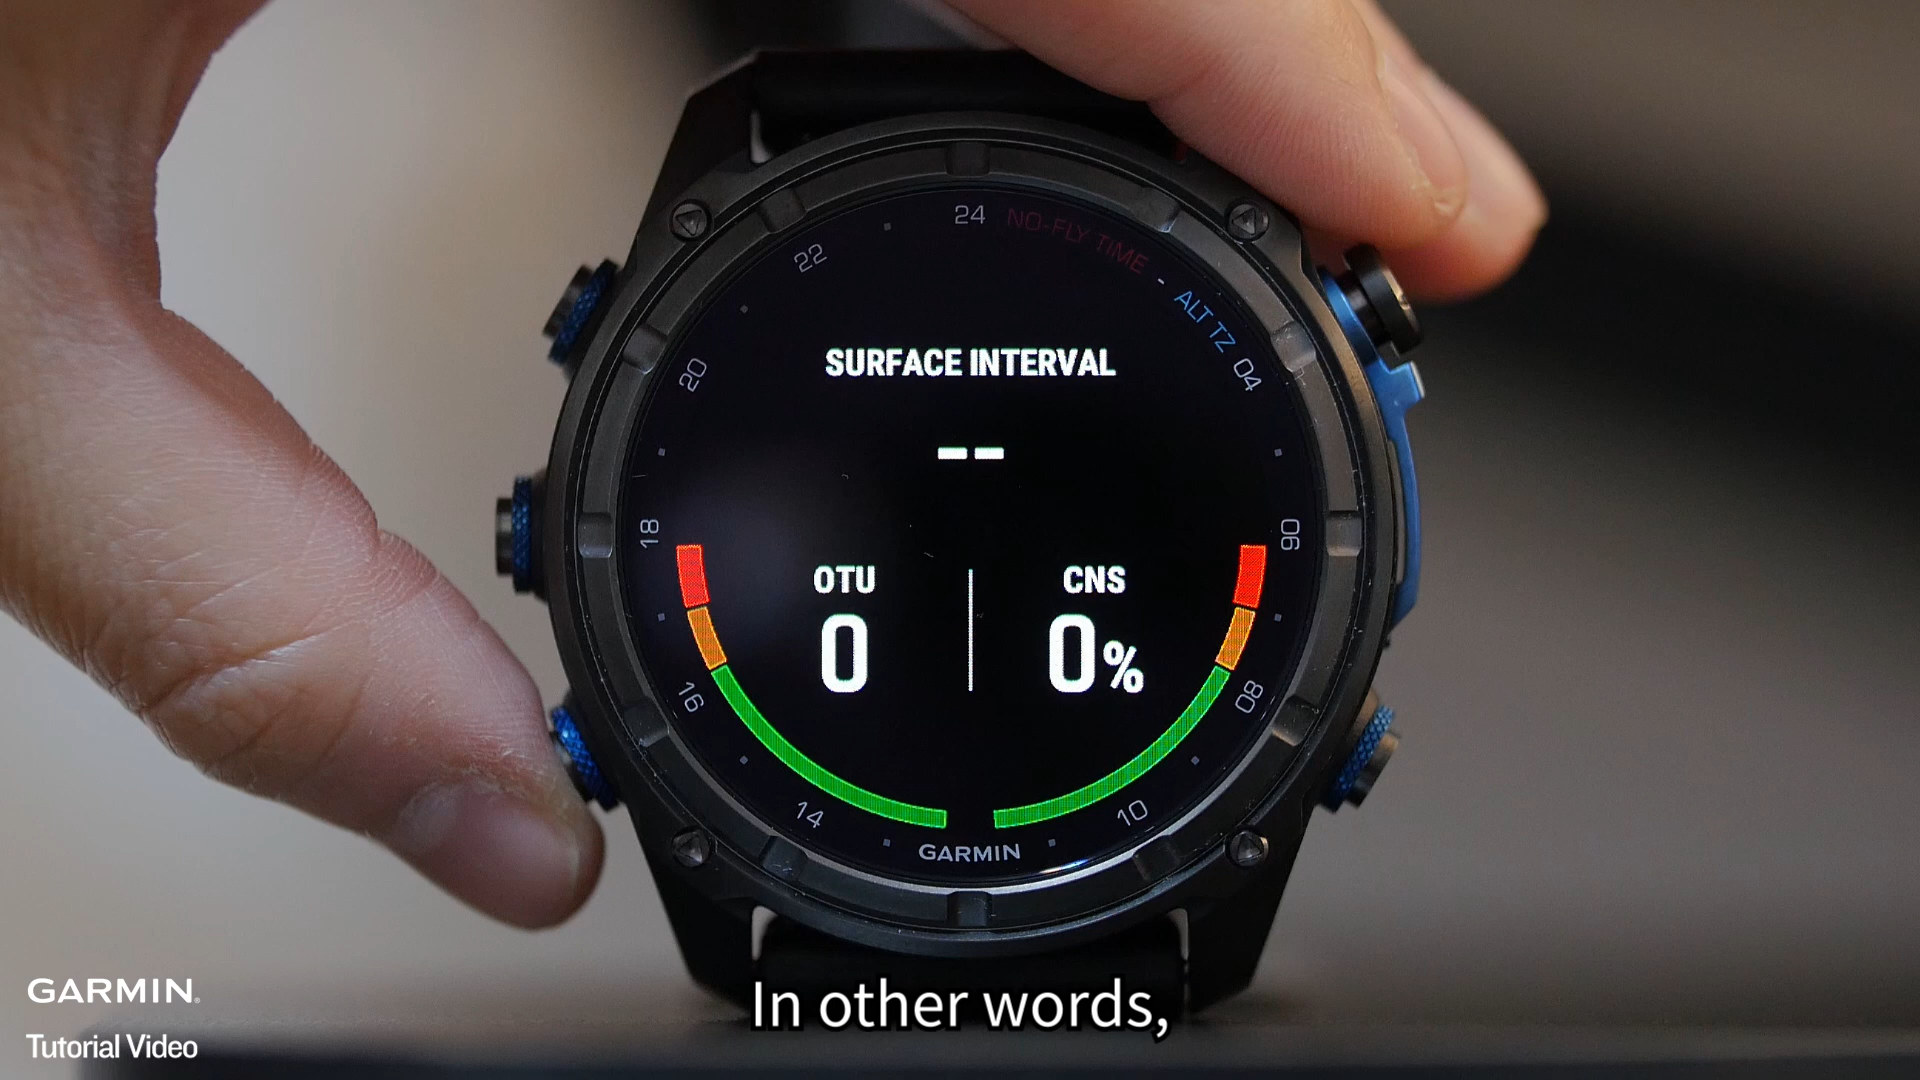 24
NO-FLY TIME
- ALT TZ
04
06
08
10
GARMIN
14
16
18
20
22
SURFACE INTERVAL
--
OTU
CNS
0
0%
In other words,
GARMIN
Tutorial Video